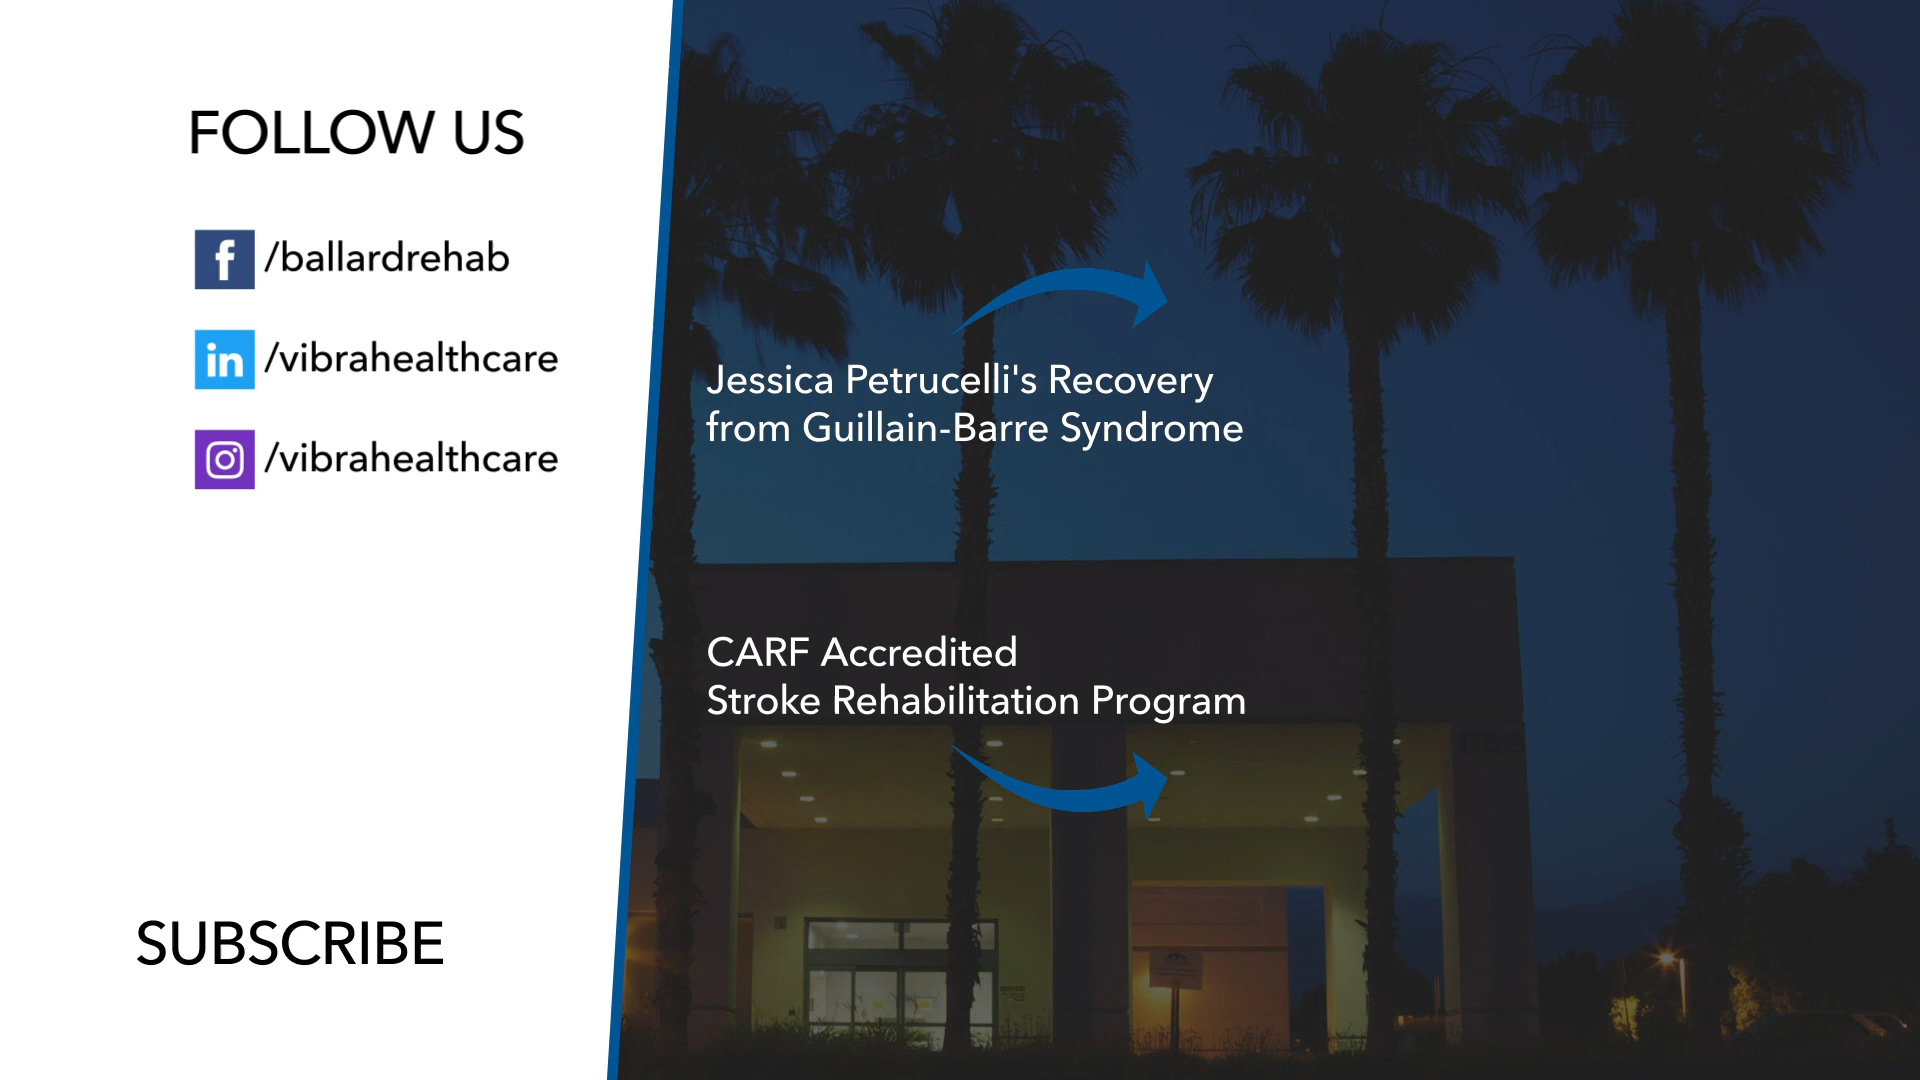 FOLLOW US
/ballardrehab
/vibrahealthcare
/vibrahealthcare
SUBSCRIBE
Jessica Petrucelli's Recovery
from Guillain-Barre Syndrome
CARF Accredited
Stroke Rehabilitation Program